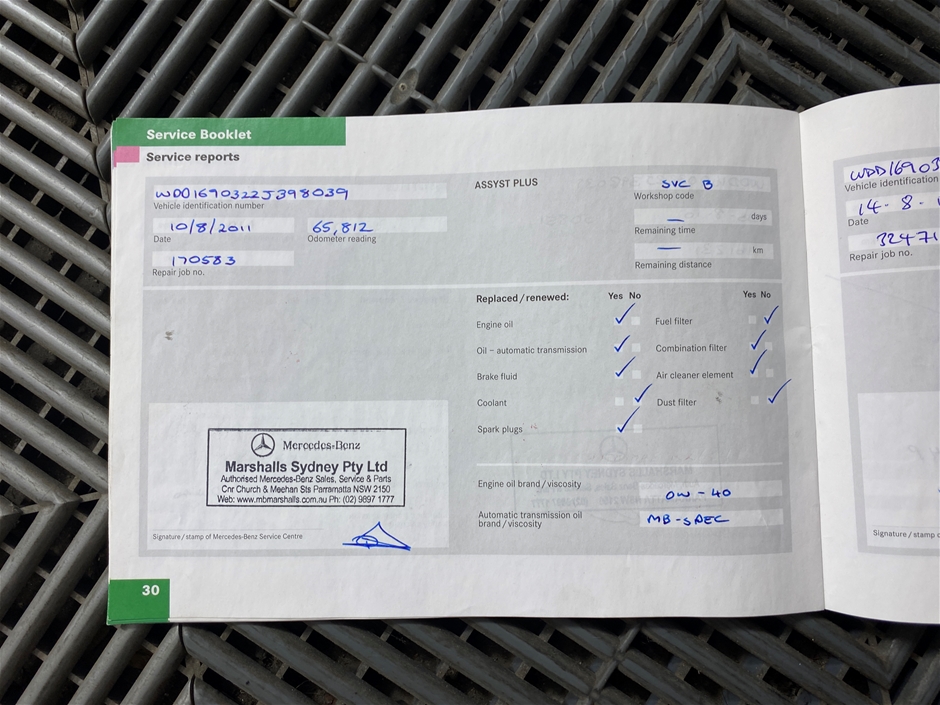 Service Booklet
Service reports
WDD1690322J398039
Vehicle identification number
10/8/2011 65,812
Date Odometer reading
170583
Repair job no.
ASSYST PLUS
SVC B
Workshop code
— days
Remaining time
— km
Remaining distance
Replaced / renewed: Yes No Yes No
Engine oil Fuel filter
Oil – automatic transmission Combination filter
Brake fluid Air cleaner element
Coolant Dust filter
Spark plugs
Mercedes-Benz
Marshalls Sydney Pty Ltd
Authorised Mercedes-Benz Sales, Service & Parts
Cnr Church & Meehan Sts Parramatta NSW 2150
Web: www.mbmarshalls.com.nu Ph: (02) 9897 1777
Signature / stamp of Mercedes-Benz Service Centre
Engine oil brand / viscosity
0W-40
Automatic transmission oil
brand / viscosity
MB-SPEC
30
WDD16903
Vehicle identification
14-8-
Date
32471
Repair job no.
Signature / stamp